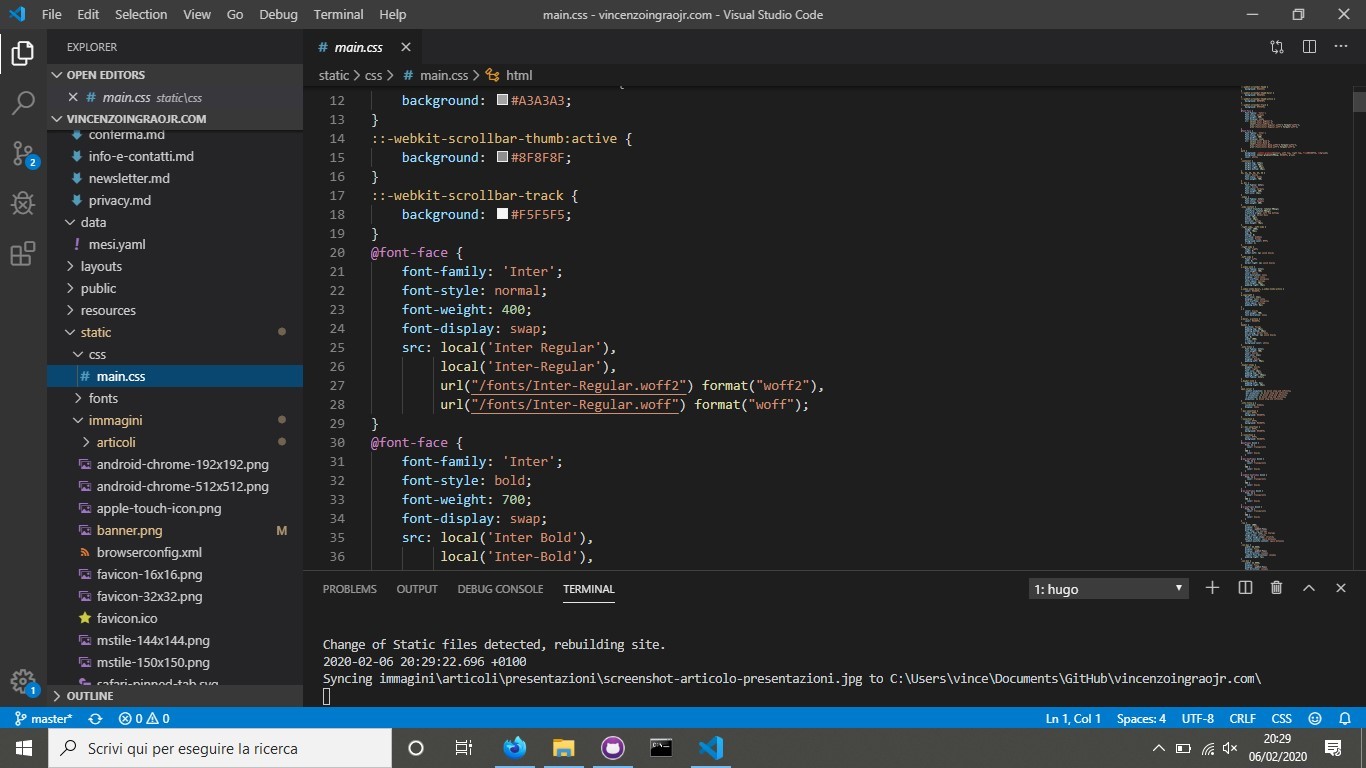 File Edit Selection View Go Debug Terminal Help
main.css - vincenzoingraojr.com - Visual Studio Code
EXPLORER
OPEN EDITORS
# main.css static\css
VINCENZOINGRAOJR.COM
conferma.md
info-e-contatti.md
newsletter.md
privacy.md
data
! mesi.yaml
layouts
public
resources
static
css
# main.css
fonts
immagini
articoli
android-chrome-192x192.png
android-chrome-512x512.png
apple-touch-icon.png
banner.png M
browserconfig.xml
favicon-16x16.png
favicon-32x32.png
favicon.ico
mstile-144x144.png
mstile-150x150.png
safari-pinned-tab.svg
OUTLINE
2
1
# main.css
static > css > # main.css > html
12 background: #A3A3A3;
13 }
14 ::-webkit-scrollbar-thumb:active {
15 background: #8F8F8F;
16 }
17 ::-webkit-scrollbar-track {
18 background: #F5F5F5;
19 }
20 @font-face {
21 font-family: 'Inter';
22 font-style: normal;
23 font-weight: 400;
24 font-display: swap;
25 src: local('Inter Regular'),
26 local('Inter-Regular'),
27 url("/fonts/Inter-Regular.woff2") format("woff2"),
28 url("/fonts/Inter-Regular.woff") format("woff");
29 }
30 @font-face {
31 font-family: 'Inter';
32 font-style: bold;
33 font-weight: 700;
34 font-display: swap;
35 src: local('Inter Bold'),
36 local('Inter-Bold'),
PROBLEMS OUTPUT DEBUG CONSOLE TERMINAL
1: hugo
Change of Static files detected, rebuilding site.
2020-02-06 20:29:22.696 +0100
Syncing immagini\articoli\presentazioni\screenshot-articolo-presentazioni.jpg to C:\Users\vince\Documents\GitHub\vincenzoingraojr.com\
master* 0 0
Ln 1, Col 1 Spaces: 4 UTF-8 CRLF CSS
Scrivi qui per eseguire la ricerca
20:29
06/02/2020